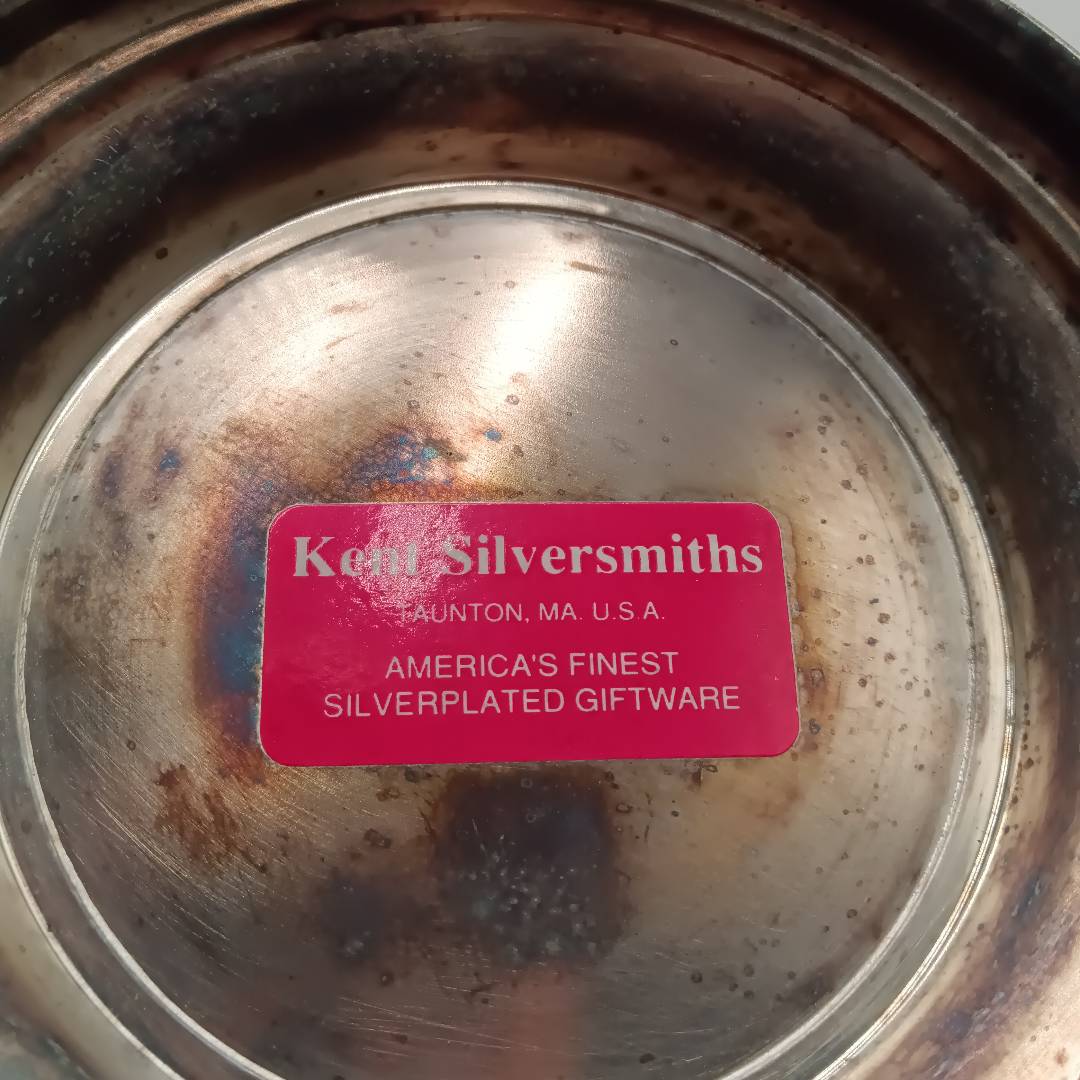 Kent Silversmiths
TAUNTON, MA. U.S.A.
AMERICA'S FINEST
SILVERPLATED GIFTWARE